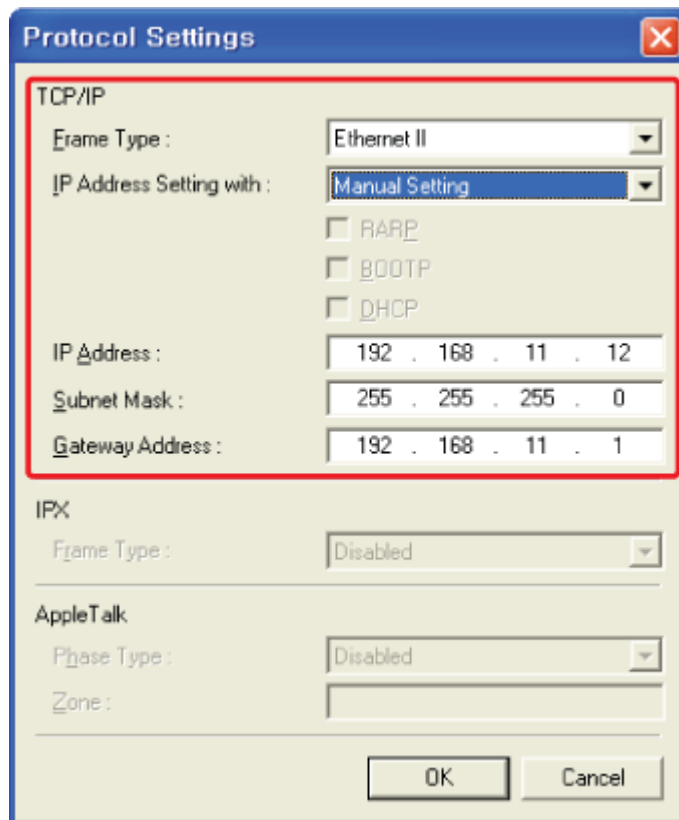 Protocol Settings
TCP/IP
Frame Type : Ethernet II
IP Address Setting with : Manual Setting
RARP
BOOTP
DHCP
IP Address : 192 . 168 . 11 . 12
Subnet Mask : 255 . 255 . 255 . 0
Gateway Address : 192 . 168 . 11 . 1
IPX
Frame Type : Disabled
AppleTalk
Phase Type : Disabled
Zone :
OK Cancel